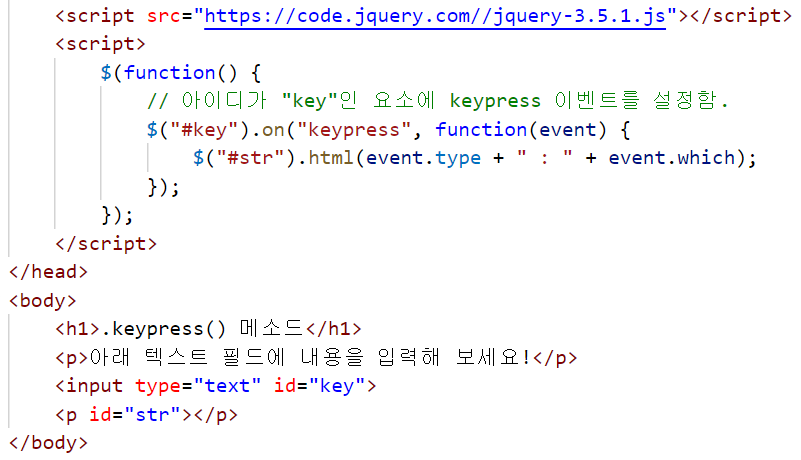 <script src="https://code.jquery.com//jquery-3.5.1.js"></script>
<script>
$(function() {
// 아이디가 "key"인 요소에 keypress 이벤트를 설정함.
$("#key").on("keypress", function(event) {
$("#str").html(event.type + " : " + event.which);
});
});
</script>
</head>
<body>
<h1>.keypress() 메소드</h1>
<p>아래 텍스트 필드에 내용을 입력해 보세요!</p>
<input type="text" id="key">
<p id="str"></p>
</body>